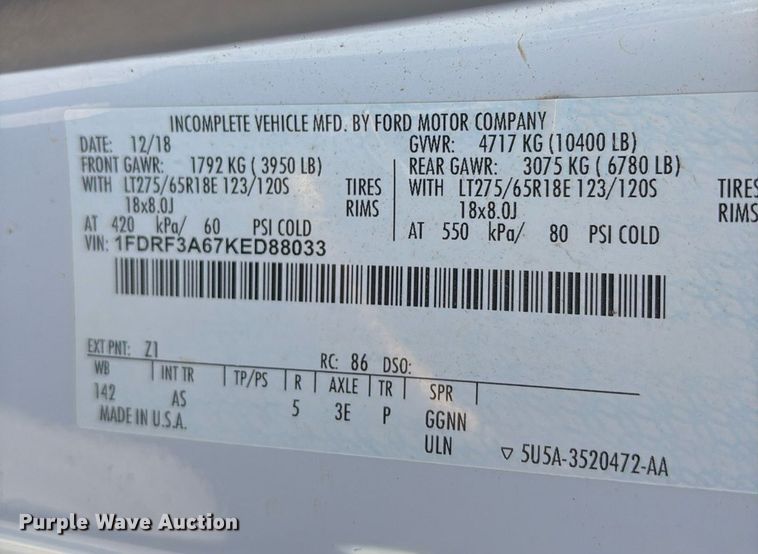 INCOMPLETE VEHICLE MFD. BY FORD MOTOR COMPANY
DATE: 12/18 GVWR: 4717 KG (10400 LB)
FRONT GAWR: 1792 KG ( 3950 LB) REAR GAWR: 3075 KG ( 6780 LB)
WITH LT275/65R18E 123/120S TIRES WITH LT275/65R18E 123/120S TIRES
18x8.0J RIMS 18x8.0J RIMS
AT 420 kPa/ 60 PSI COLD AT 550 kPa/ 80 PSI COLD
VIN: 1FDRF3A67KED88033
EXT PNT: Z1 RC: 86 DSO:
WB INT TR TP/PS R AXLE TR SPR
142 AS 5 3E P GGNN
MADE IN U.S.A. ULN ▽ 5U5A-3520472-AA
Purple Wave Auction